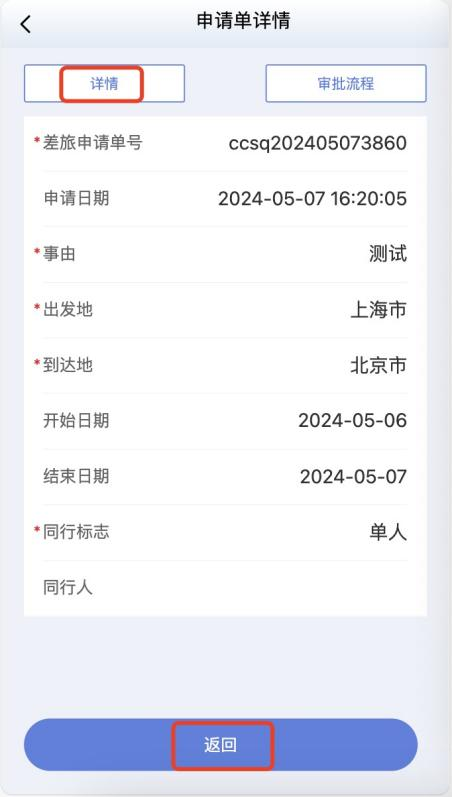 申请单详情
详情
审批流程
*差旅申请单号 ccsq202405073860
申请日期 2024-05-07 16:20:05
*事由 测试
*出发地 上海市
*到达地 北京市
开始日期 2024-05-06
结束日期 2024-05-07
*同行标志 单人
同行人
返回